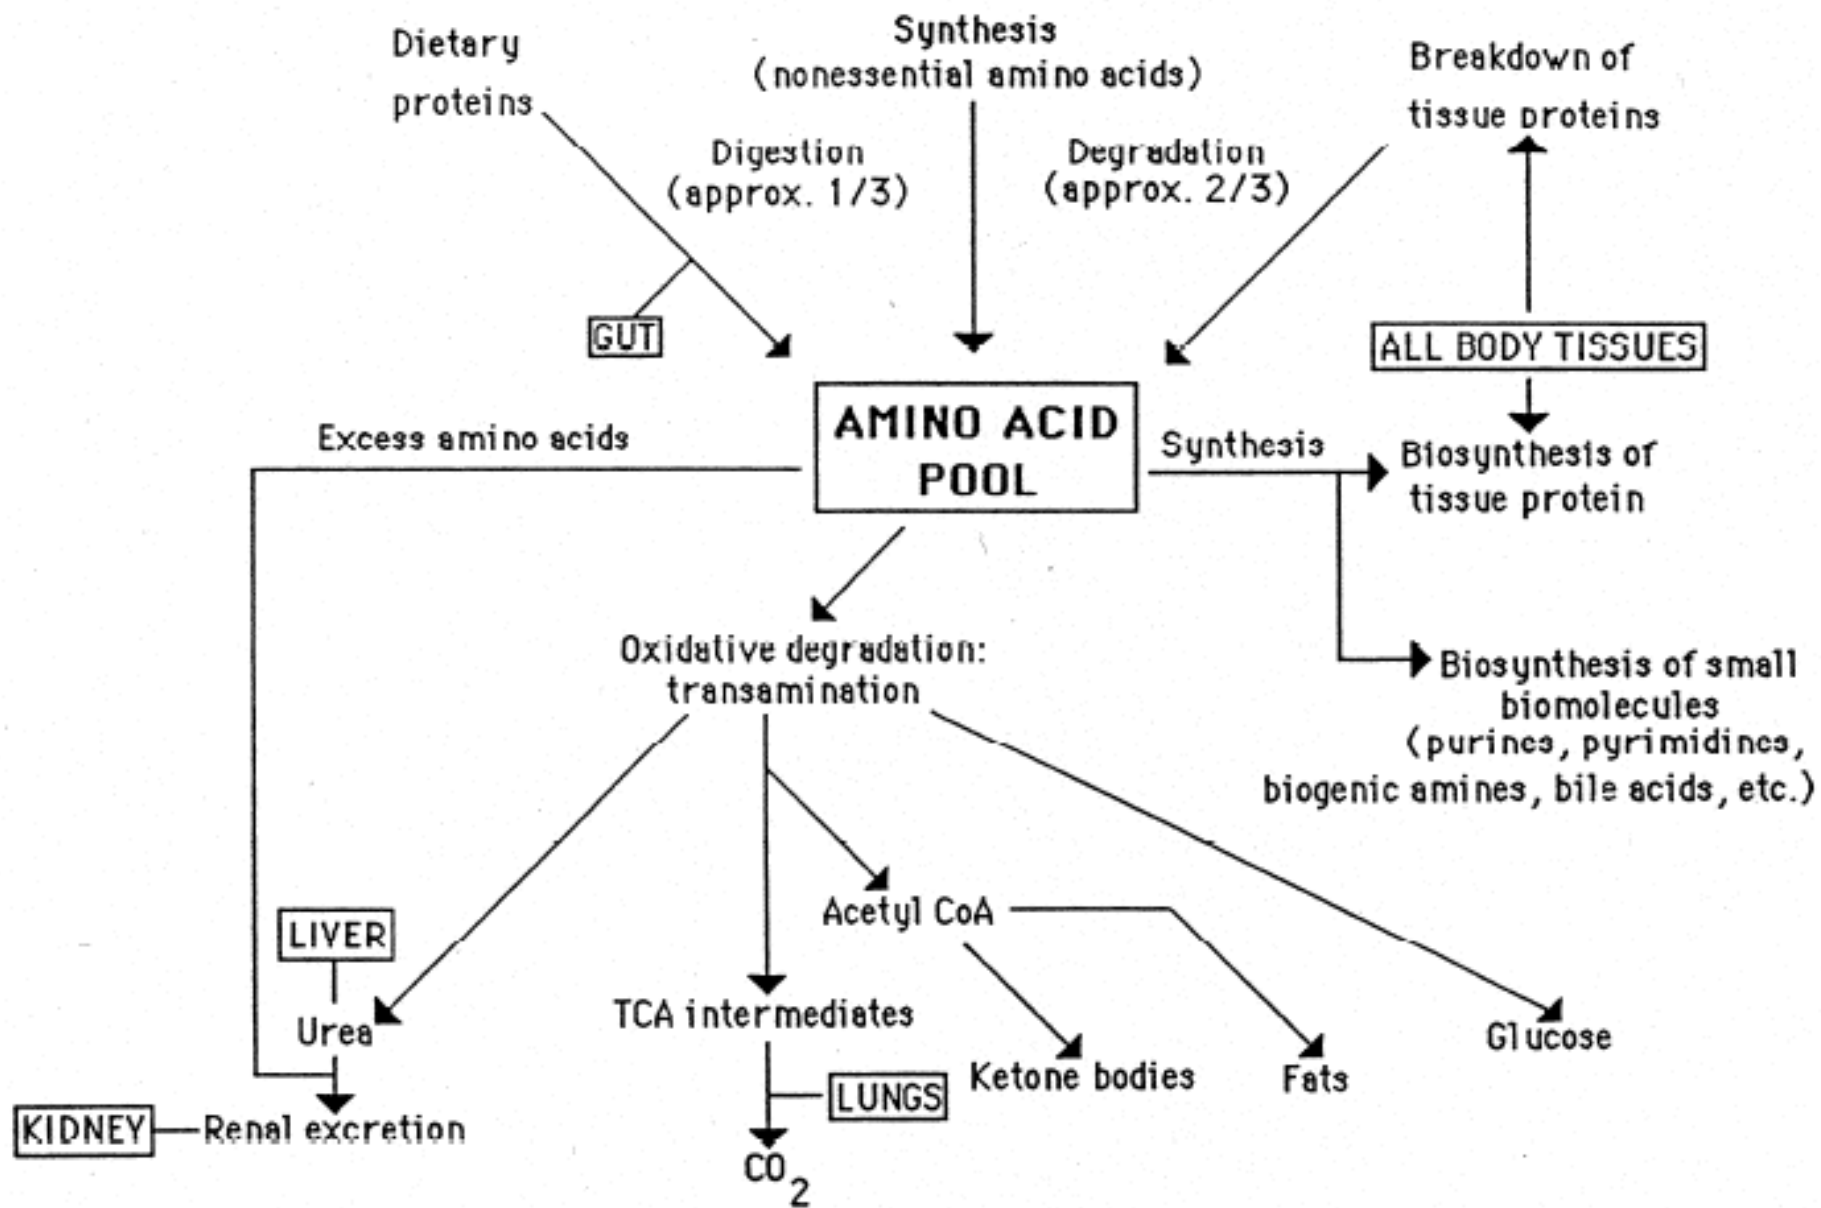 Dietary
proteins
Synthesis
(nonessential amino acids)
Breakdown of
tissue proteins
Digestion
(approx. 1/3)
Degradation
(approx. 2/3)
GUT
ALL BODY TISSUES
AMINO ACID
POOL
Excess amino acids
Synthesis
Biosynthesis of
tissue protein
Oxidative degradation:
transamination
Biosynthesis of small
biomolecules
(purines, pyrimidines,
biogenic amines, bile acids, etc.)
LIVER
Acetyl CoA
Urea
TCA intermediates
Glucose
Ketone bodies
Fats
LUNGS
KIDNEY
Renal excretion
CO2